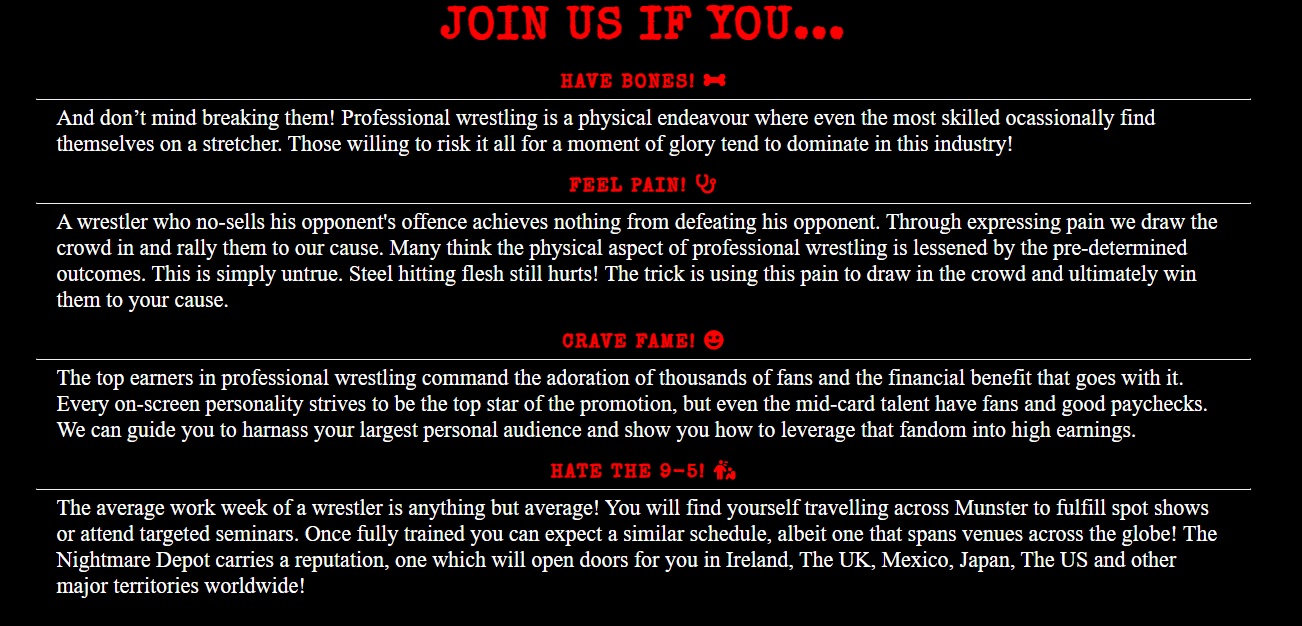 JOIN US IF YOU...
HAVE BONES!
And don’t mind breaking them! Professional wrestling is a physical endeavour where even the most skilled ocassionally find
themselves on a stretcher. Those willing to risk it all for a moment of glory tend to dominate in this industry!
FEEL PAIN!
A wrestler who no-sells his opponent's offence achieves nothing from defeating his opponent. Through expressing pain we draw the
crowd in and rally them to our cause. Many think the physical aspect of professional wrestling is lessened by the pre-determined
outcomes. This is simply untrue. Steel hitting flesh still hurts! The trick is using this pain to draw in the crowd and ultimately win
them to your cause.
CRAVE FAME!
The top earners in professional wrestling command the adoration of thousands of fans and the financial benefit that goes with it.
Every on-screen personality strives to be the top star of the promotion, but even the mid-card talent have fans and good paychecks.
We can guide you to harnass your largest personal audience and show you how to leverage that fandom into high earnings.
HATE THE 9-5!
The average work week of a wrestler is anything but average! You will find yourself travelling across Munster to fulfill spot shows
or attend targeted seminars. Once fully trained you can expect a similar schedule, albeit one that spans venues across the globe! The
Nightmare Depot carries a reputation, one which will open doors for you in Ireland, The UK, Mexico, Japan, The US and other
major territories worldwide!